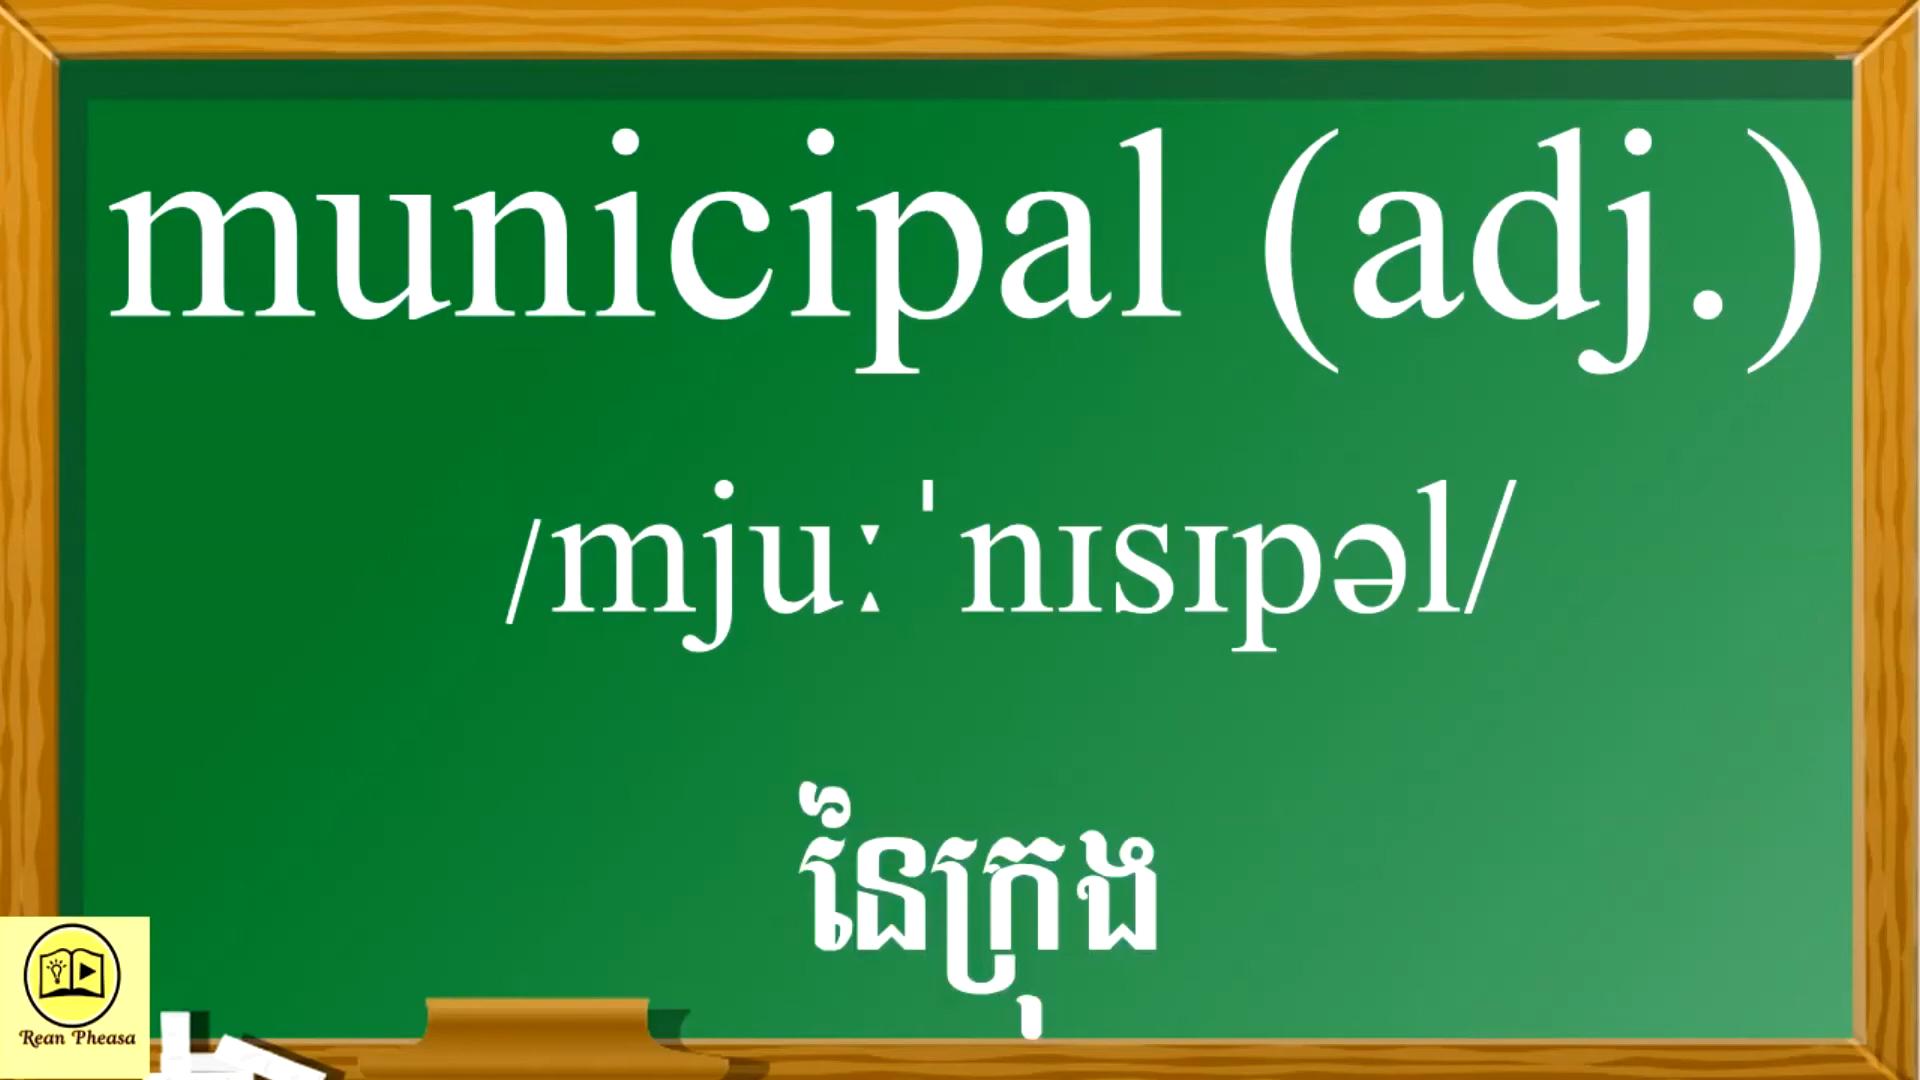 municipal (adj.)
/mjuːˈnɪsɪpəl/
នៃក្រុង
Rean Pheasa